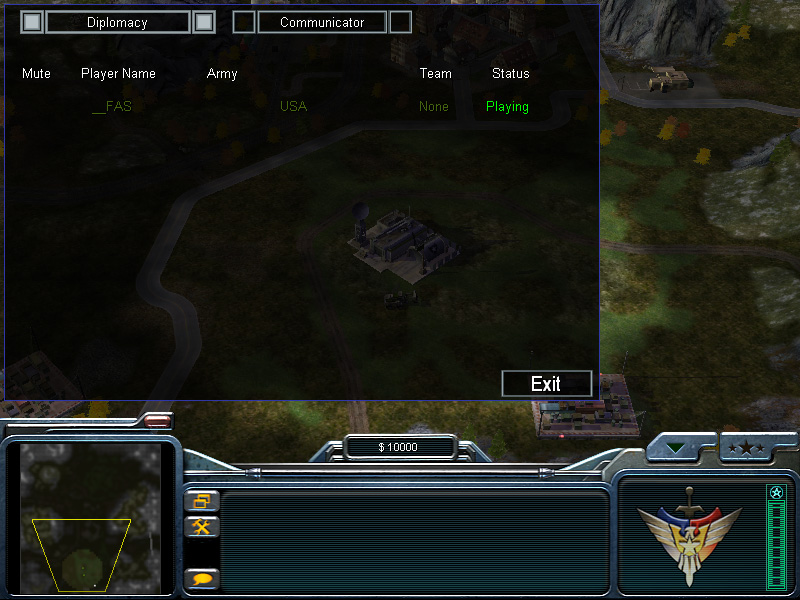 Diplomacy Communicator
Mute Player Name Army Team Status
__FAS USA None Playing
Exit
$ 10000